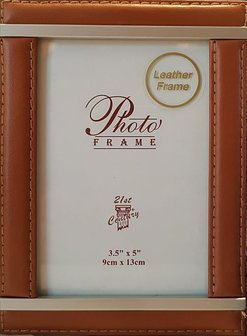 Leather
Frame
Photo
FRAME
21st
Century
3.5" x 5"
9cm x 13cm